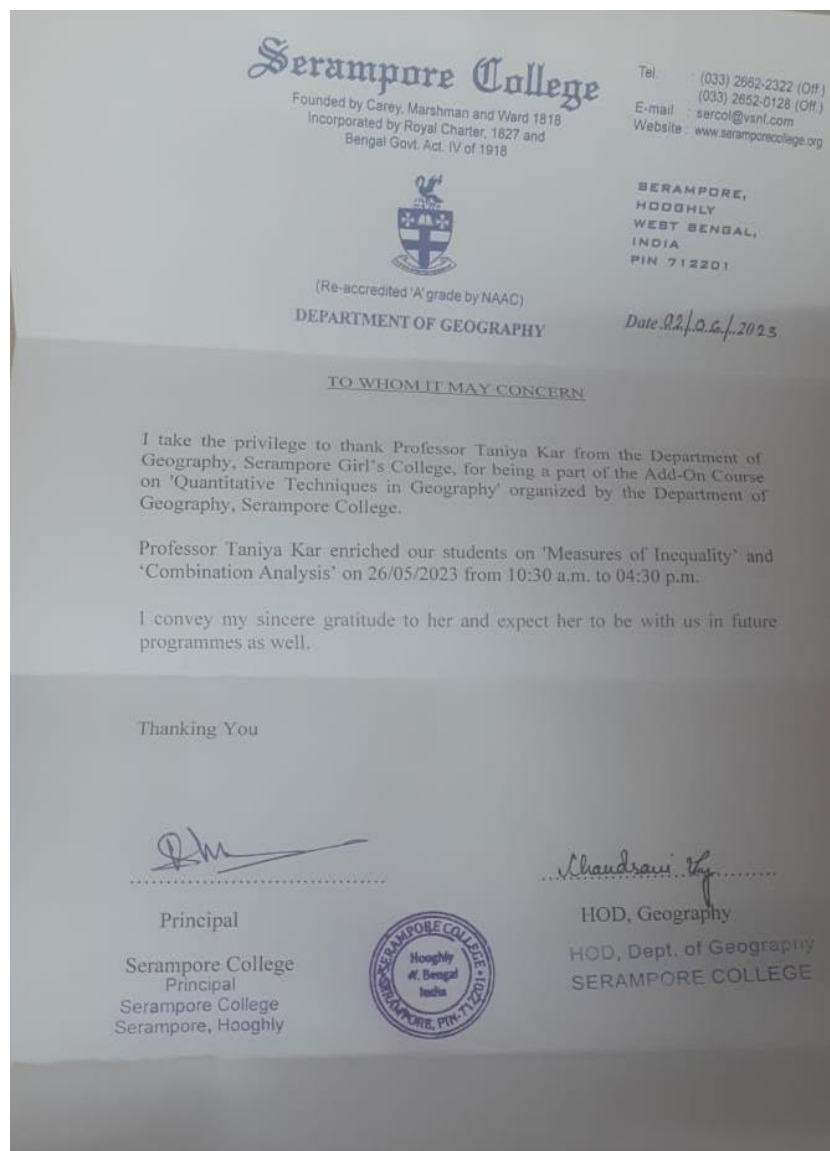 Serampore College
Founded by Carey, Marshman and Ward 1818
Incorporated by Royal Charter, 1827 and
Bengal Govt. Act. IV of 1918
Tel. : (033) 2662-2322 (Off.)
(033) 2652-0128 (Off.)
E-mail : sercol@vsnl.com
Website : www.seramporecollege.org
SERAMPORE,
HOOGHLY
WEST BENGAL,
INDIA
PIN 712201
(Re-accredited 'A' grade by NAAC)
DEPARTMENT OF GEOGRAPHY
Date 02/06/2023
TO WHOM IT MAY CONCERN
I take the privilege to thank Professor Taniya Kar from the Department of
Geography, Serampore Girl's College, for being a part of the Add-On Course
on 'Quantitative Techniques in Geography' organized by the Department of
Geography, Serampore College.
Professor Taniya Kar enriched our students on 'Measures of Inequality' and
'Combination Analysis' on 26/05/2023 from 10:30 a.m. to 04:30 p.m.
I convey my sincere gratitude to her and expect her to be with us in future
programmes as well.
Thanking You
Principal
Serampore College
Principal
Serampore College
Serampore, Hooghly
SERAMPORE COLLEGE
SERAMPORE, PIN-712201
Hooghly
W. Bengal
India
Chandrani
HOD, Geography
HOD, Dept. of Geography
SERAMPORE COLLEGE